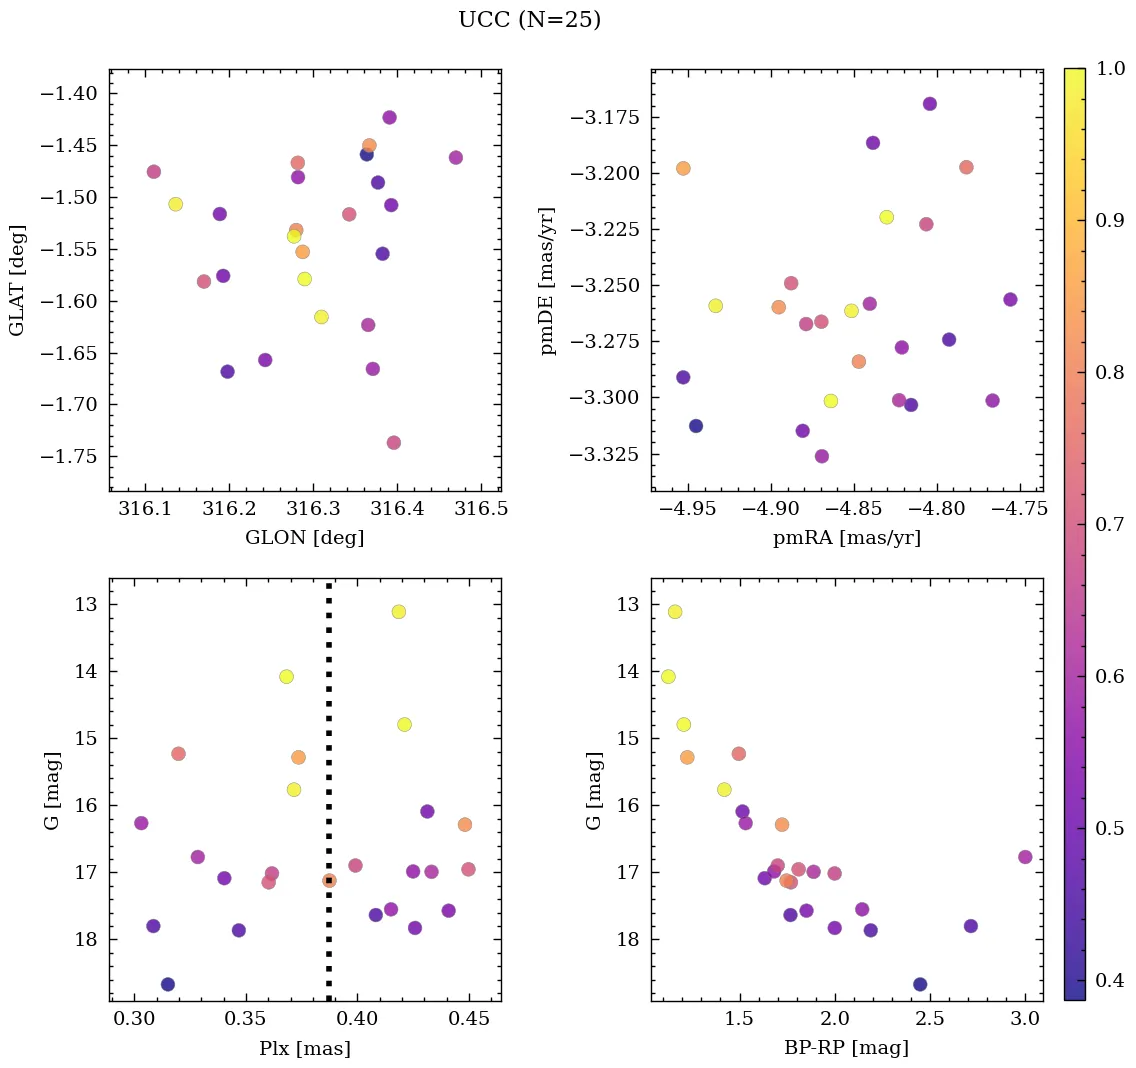 UCC (N=25)
−1.40
−1.45
−1.50
−1.55
−1.60
−1.65
−1.70
−1.75
GLAT [deg]
316.1 316.2 316.3 316.4 316.5
GLON [deg]
−3.175
−3.200
−3.225
−3.250
−3.275
−3.300
−3.325
pmDE [mas/yr]
−4.95 −4.90 −4.85 −4.80 −4.75
pmRA [mas/yr]
13
14
15
16
17
18
G [mag]
0.30 0.35 0.40 0.45
Plx [mas]
13
14
15
16
17
18
G [mag]
1.5 2.0 2.5 3.0
BP-RP [mag]
1.0
0.9
0.8
0.7
0.6
0.5
0.4